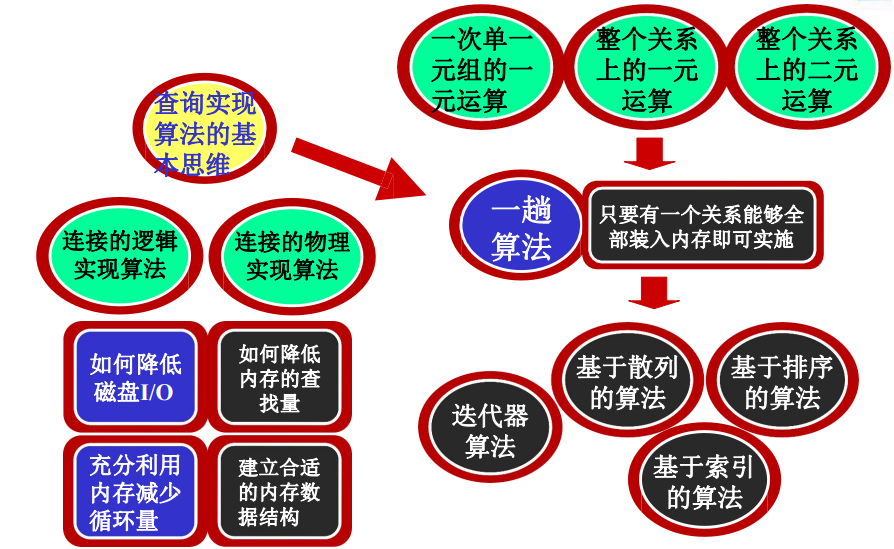 查询实现
算法的基
本思维
连接的逻辑
实现算法
连接的物理
实现算法
如何降低
磁盘I/O
如何降低
内存的查
找量
充分利用
内存减少
循环量
建立合适
的内存数
据结构
一次单一
元组的一
元运算
整个关系
上的一元
运算
整个关系
上的二元
运算
一趟
算法
只要有一个关系能够全
部装入内存即可实施
迭代器
算法
基于散列
的算法
基于排序
的算法
基于索引
的算法